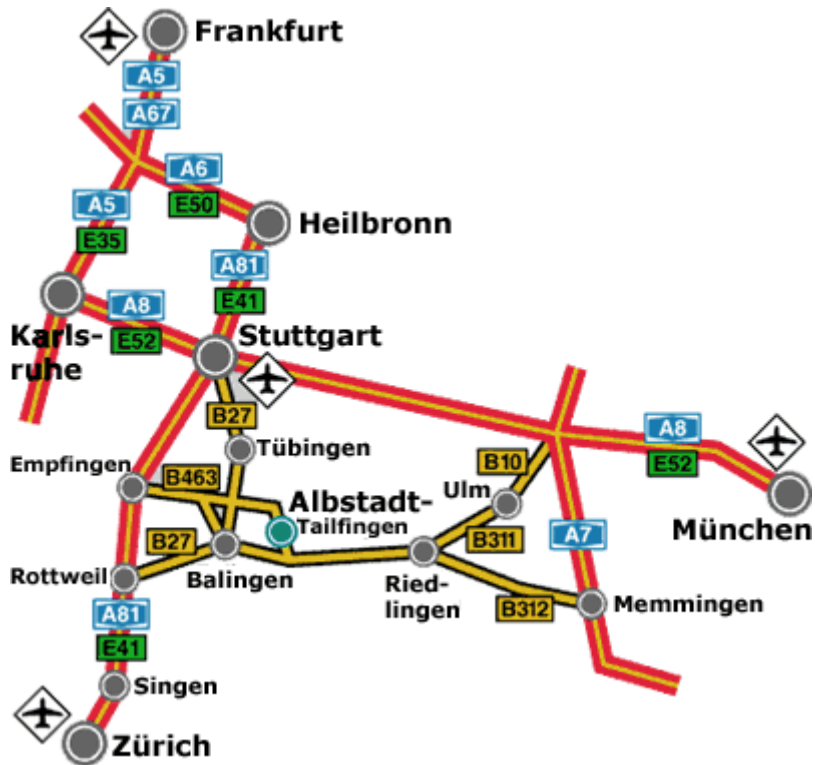 Frankfurt
A5
A67
A6
E50
A5
E35
Heilbronn
A81
E41
A8
E52
Karls-
ruhe
Stuttgart
B27
Tübingen
A8
E52
B10
Empfingen
B463
Albstadt-
Tailfingen
Ulm
München
B27
B311
A7
Rottweil
Balingen
Ried-
lingen
B312
Memmingen
A81
E41
Singen
Zürich